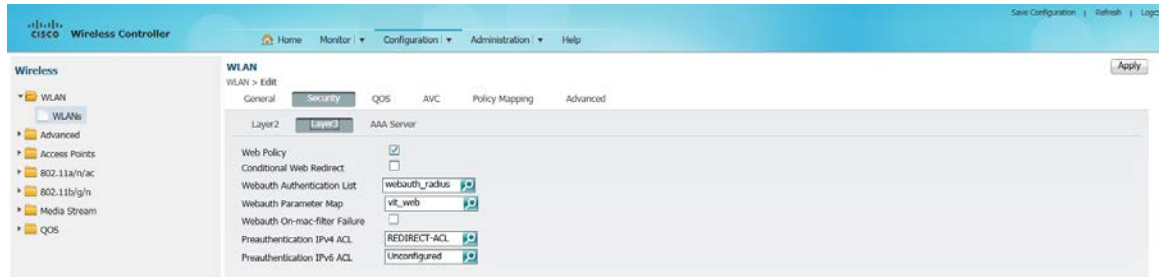 Save Configuration | Refresh | Logout
CISCO Wireless Controller
Home Monitor Configuration Administration Help
Wireless
WLAN
WLANs
Advanced
Access Points
802.11a/n/ac
802.11b/g/n
Media Stream
QOS
WLAN
WLAN > Edit
Apply
General Security QOS AVC Policy Mapping Advanced
Layer2 Layer3 AAA Server
Web Policy
Conditional Web Redirect
Webauth Authentication List webauth_radius
Webauth Parameter Map vit_web
Webauth On-mac-filter Failure
Preauthentication IPv4 ACL REDIRECT-ACL
Preauthentication IPv6 ACL Unconfigured